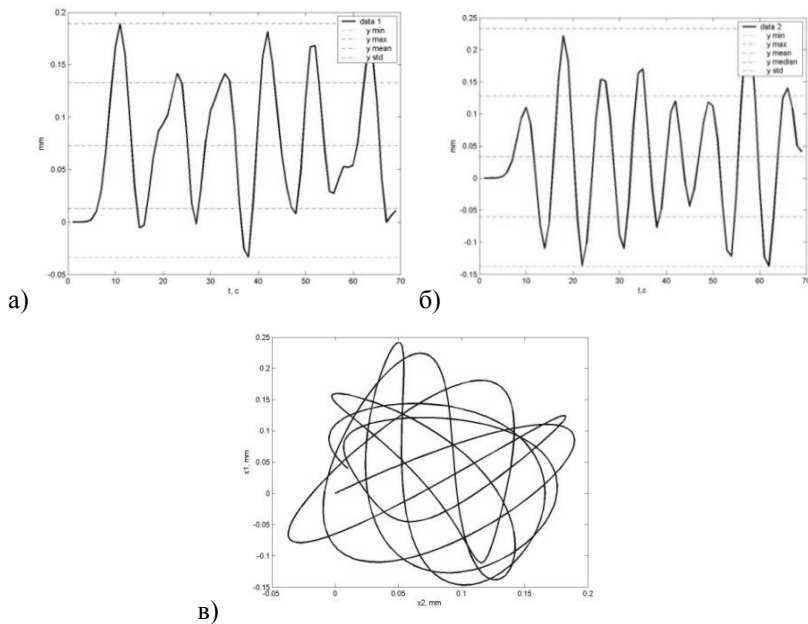 0.2
0.15
0.1
0.05
0
-0.05
mm
0
10
20
30
40
50
60
70
t, c
data 1
y min
y max
y mean
y std
а)
0.25
0.2
0.15
0.1
0.05
0
-0.05
-0.1
-0.15
mm
0
10
20
30
40
50
60
70
t,c
data 2
y min
y max
y mean
y median
y std
б)
0.25
0.2
0.15
0.1
0.05
0
-0.05
-0.1
-0.15
x1, mm
-0.05
0
0.05
0.1
0.15
0.2
x2, mm
в)